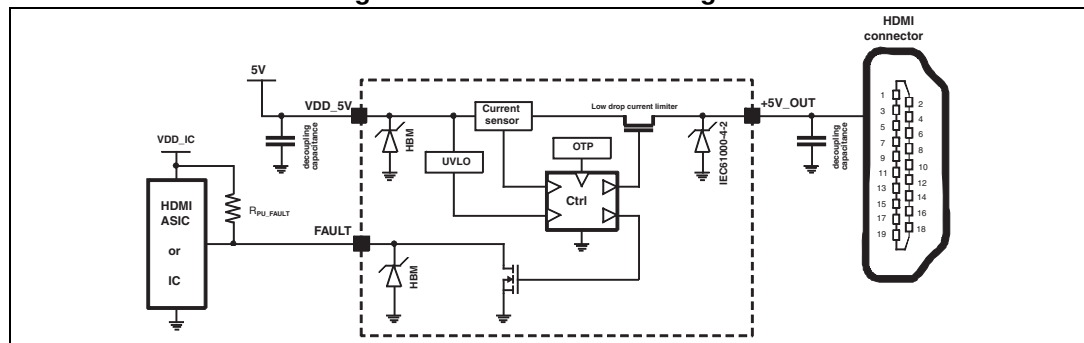 HDMI
connector
5V
VDD_5V
Current
sensor
Low drop current limiter
+5V_OUT
decoupling
capacitance
HBM
UVLO
OTP
IEC61000-4-2
decoupling
capacitance
VDD_IC
HDMI
ASIC
or
IC
RPU_FAULT
Ctrl
FAULT
HBM
1
2
3
4
5
6
7
8
9
10
11
12
13
14
15
16
17
18
19